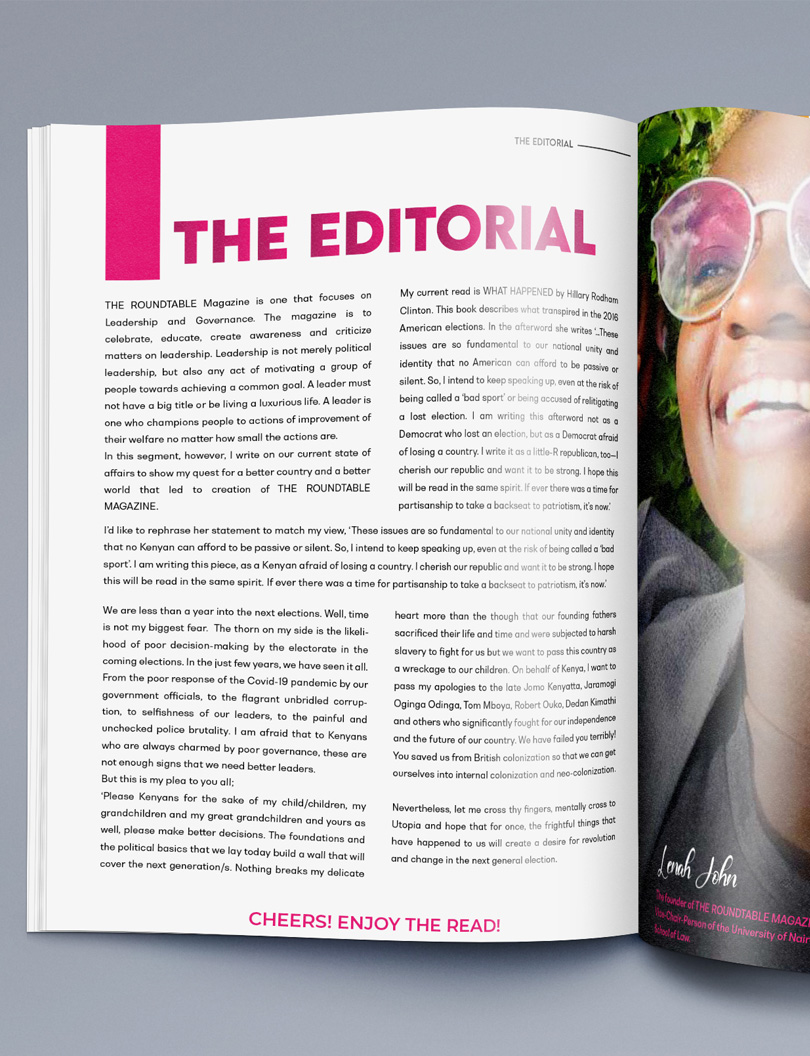 THE EDITORIAL
THE EDITORIAL
THE ROUNDTABLE Magazine is one that focuses on
Leadership and Governance. The magazine is to
celebrate, educate, create awareness and criticize
matters on leadership. Leadership is not merely political
leadership, but also any act of motivating a group of
people towards achieving a common goal. A leader must
not have a big title or be living a luxurious life. A leader is
one who champions people to actions of improvement of
their welfare no matter how small the actions are.
In this segment, however, I write on our current state of
affairs to show my quest for a better country and a better
world that led to creation of THE ROUNDTABLE
MAGAZINE.
My current read is WHAT HAPPENED by Hillary Rodham
Clinton. This book describes what transpired in the 2016
American elections. In the afterword she writes '...These
issues are so fundamental to our national unity and
identity that no American can afford to be passive or
silent. So, I intend to keep speaking up, even at the risk of
being called a 'bad sport' or being accused of relitigating
a lost election. I am writing this afterword not as a
Democrat who lost an election, but as a Democrat afraid
of losing a country. I write it as a little-R republican, too—I
cherish our republic and want it to be strong. I hope this
will be read in the same spirit. If ever there was a time for
partisanship to take a backseat to patriotism, it's now.'
I'd like to rephrase her statement to match my view, 'These issues are so fundamental to our national unity and identity
that no Kenyan can afford to be passive or silent. So, I intend to keep speaking up, even at the risk of being called a 'bad
sport'. I am writing this piece, as a Kenyan afraid of losing a country. I cherish our republic and want it to be strong. I hope
this will be read in the same spirit. If ever there was a time for partisanship to take a backseat to patriotism, it's now.'
We are less than a year into the next elections. Well, time
is not my biggest fear. The thorn on my side is the likeli-
hood of poor decision-making by the electorate in the
coming elections. In the just few years, we have seen it all.
From the poor response of the Covid-19 pandemic by our
government officials, to the flagrant unbridled corrup-
tion, to selfishness of our leaders, to the painful and
unchecked police brutality. I am afraid that to Kenyans
who are always charmed by poor governance, these are
not enough signs that we need better leaders.
But this is my plea to you all;
'Please Kenyans for the sake of my child/children, my
grandchildren and my great grandchildren and yours as
well, please make better decisions. The foundations and
the political basics that we lay today build a wall that will
cover the next generation/s. Nothing breaks my delicate
heart more than the though that our founding fathers
sacrificed their life and time and were subjected to harsh
slavery to fight for us but we want to pass this country as
a wreckage to our children. On behalf of Kenya, I want to
pass my apologies to the late Jomo Kenyatta, Jaramogi
Oginga Odinga, Tom Mboya, Robert Ouko, Dedan Kimathi
and others who significantly fought for our independence
and the future of our country. We have failed you terribly!
You saved us from British colonization so that we can get
ourselves into internal colonization and neo-colonization.
Nevertheless, let me cross thy fingers, mentally cross to
Utopia and hope that for once, the frightful things that
have happened to us will create a desire for revolution
and change in the next general election.
CHEERS! ENJOY THE READ!
Lenah John
The founder of THE ROUNDTABLE
Vice-Chair-Person of the University of
School of Law.